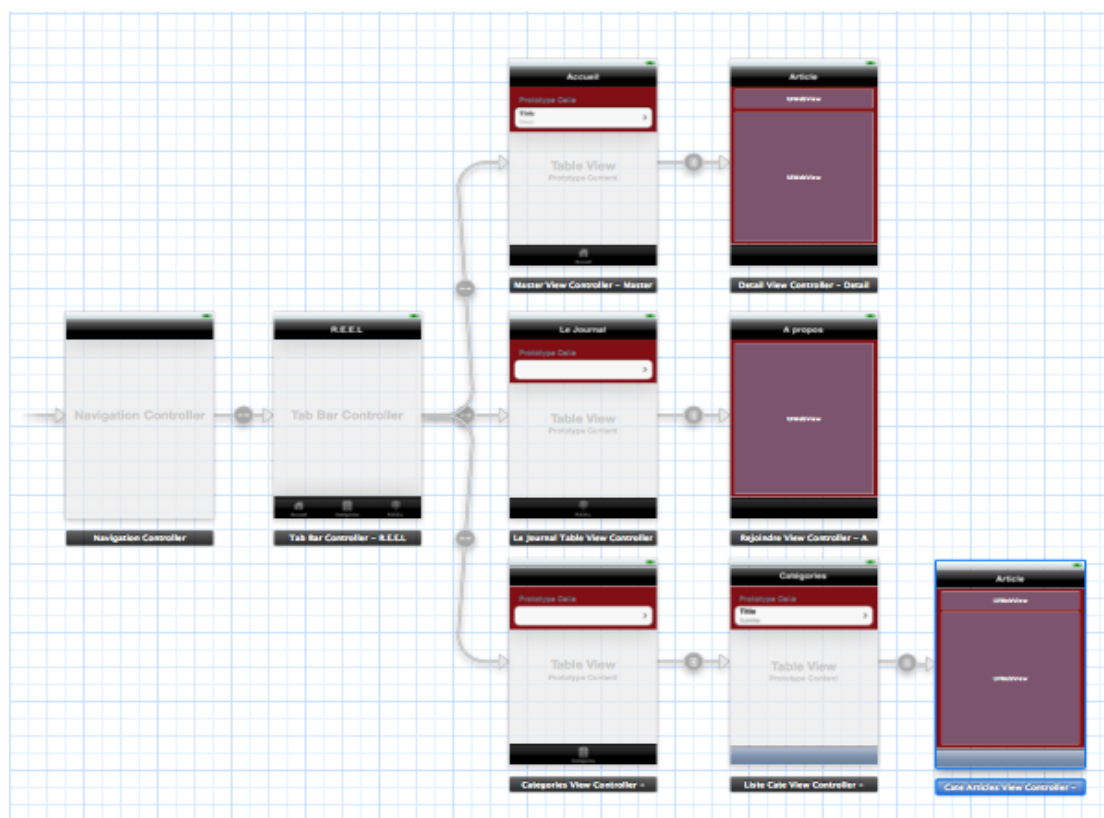 Accueil
Prototype Cells
Title
Table View
Prototype Content
Accueil
Master View Controller – Master
Article
UIWebView
UIWebView
Detail View Controller – Detail
Navigation Controller
Navigation Controller
R.E.E.L
Tab Bar Controller
Accueil Catégories R.E.E.L
Tab Bar Controller – R.E.E.L
Le Journal
Prototype Cells
Table View
Prototype Content
R.E.E.L
Le Journal Table View Controller
A propos
UIWebView
Rejoindre View Controller – A
Prototype Cells
Table View
Prototype Content
Catégories
Categories View Controller –
Catégories
Prototype Cells
Title
Subtitle
Table View
Prototype Content
Liste Cate View Controller –
Article
UIWebView
UIWebView
Cate Articles View Controller –